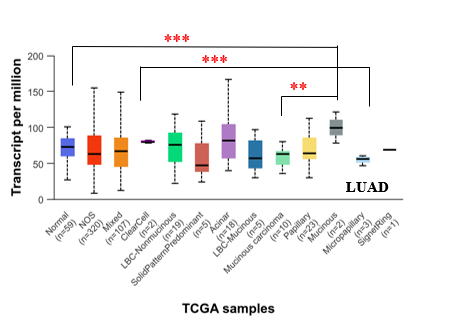 ***
***
**
Transcript per million
200
150
100
50
0
LUAD
Normal
(n=59)
NOS
(n=320)
Mixed
(n=107)
ClearCell
(n=2)
LBC-Nonmucinous
(n=19)
SolidPatternPredominant
(n=5)
Acinar
(n=18)
LBC-Mucinous
(n=5)
Mucinous carcinoma
(n=10)
Papillary
(n=23)
Mucinous
(n=2)
Micropapillary
(n=3)
SignetRing
(n=1)
TCGA samples